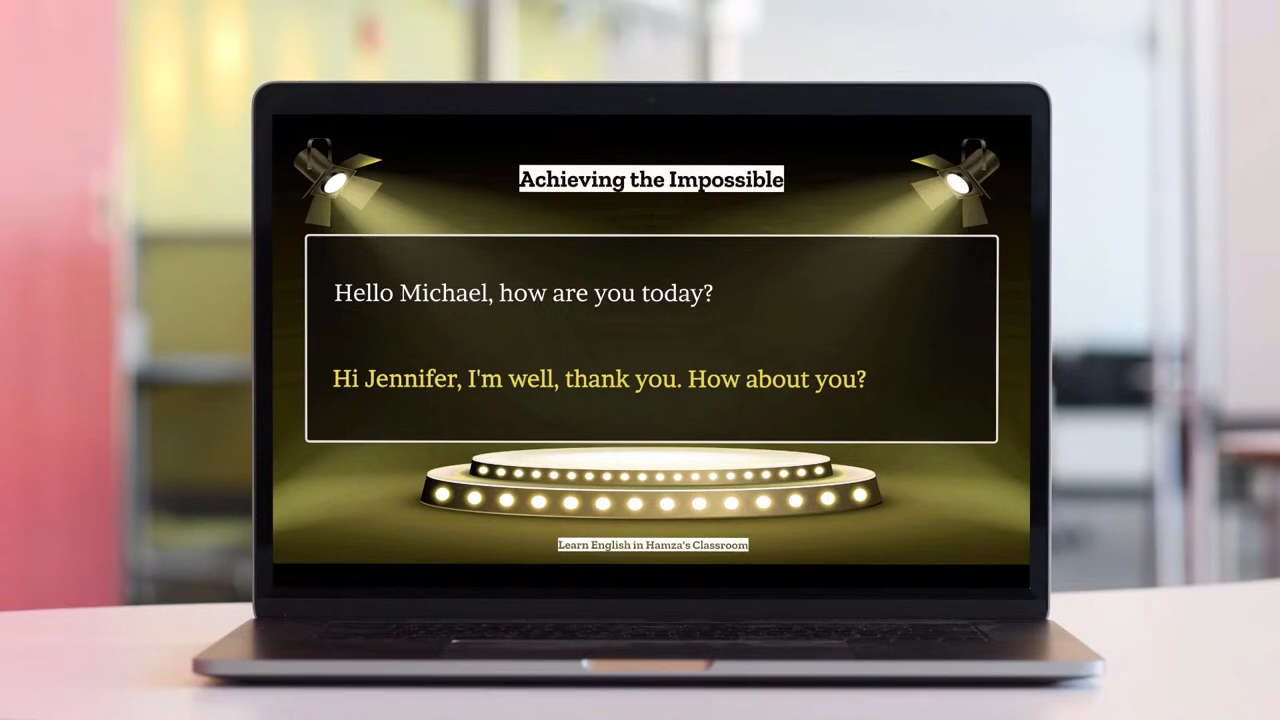 Achieving the Impossible
Hello Michael, how are you today?
Hi Jennifer, I'm well, thank you. How about you?
Learn English in Hamza's Classroom